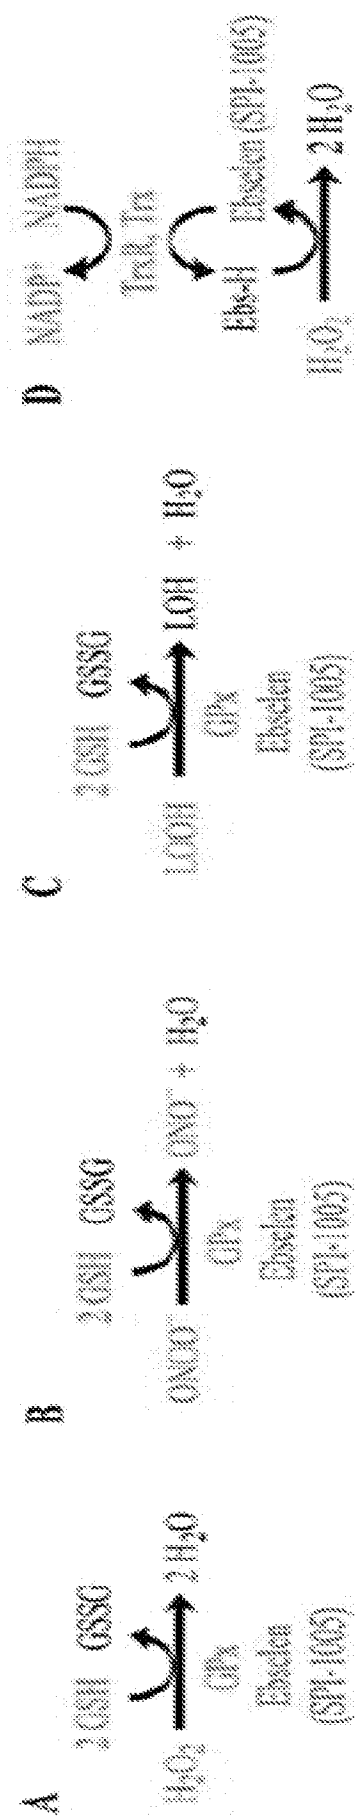 A
2 GSH GSSG
H₂O₂ 2 H₂O
GPx
Ebselen
(SPI-1005)
B
2 GSH GSSG
ONOO⁻ ONO⁻ + H₂O
GPx
Ebselen
(SPI-1005)
C
2 GSH GSSG
LOOH LOH + H₂O
GPx
Ebselen
(SPI-1005)
D
NADP⁺ NADPH
TrxR, Trx
Ebs-H Ebselen (SPI-1005)
H₂O₂ 2 H₂O